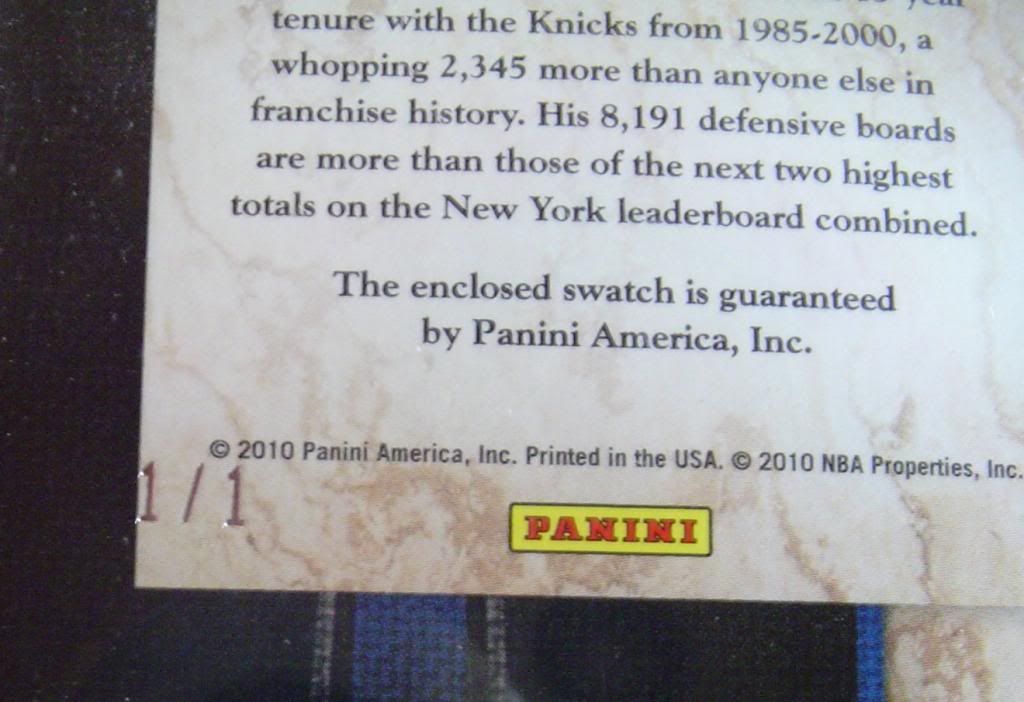 tenure with the Knicks from 1985-2000, a
whopping 2,345 more than anyone else in
franchise history. His 8,191 defensive boards
are more than those of the next two highest
totals on the New York leaderboard combined.
The enclosed swatch is guaranteed
by Panini America, Inc.
© 2010 Panini America, Inc. Printed in the USA. © 2010 NBA Properties, Inc.
1/1
PANINI